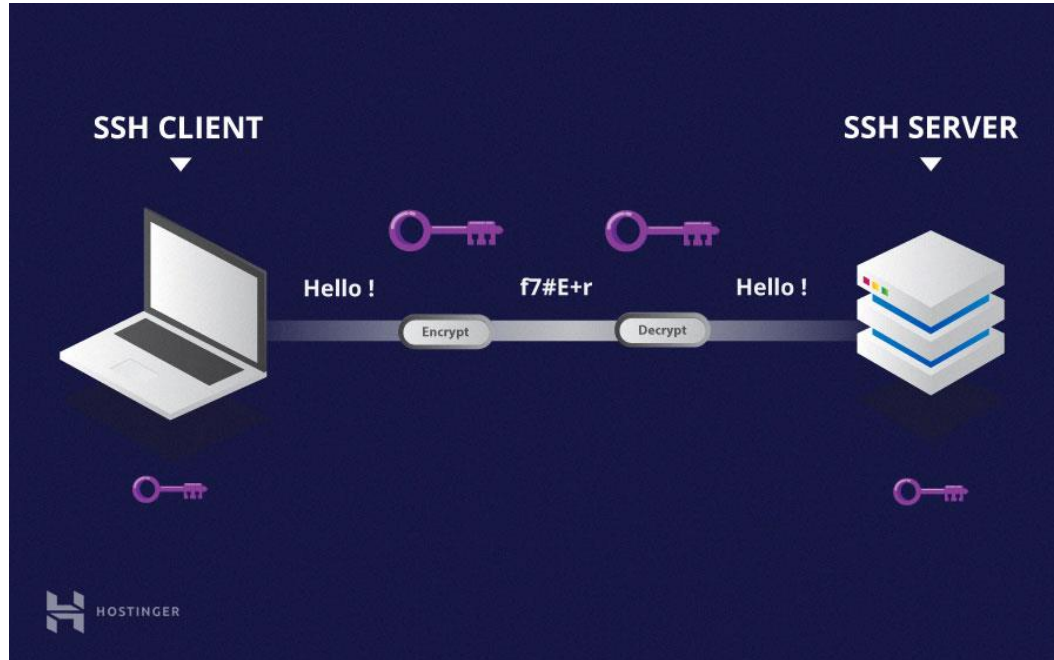 SSH CLIENT
SSH SERVER
Hello !
f7#E+r
Hello !
Encrypt
Decrypt
HOSTINGER